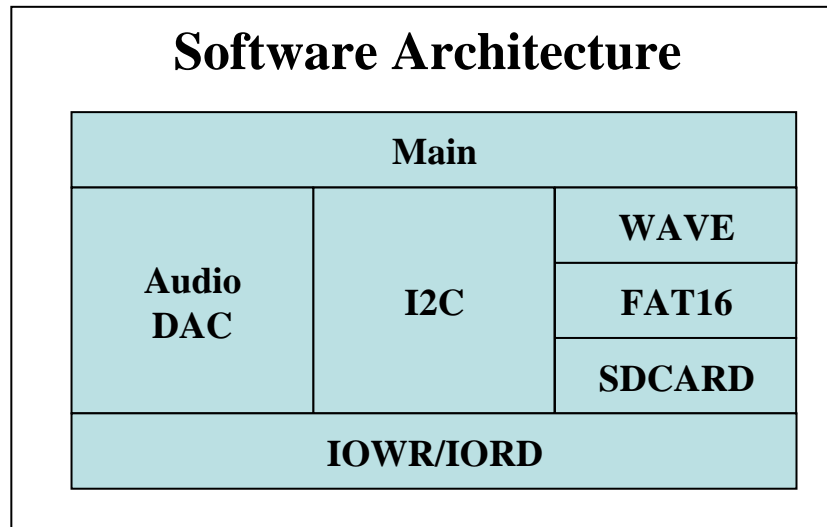 Software Architecture
Main
Audio
DAC
I2C
WAVE
FAT16
SDCARD
IOWR/IORD